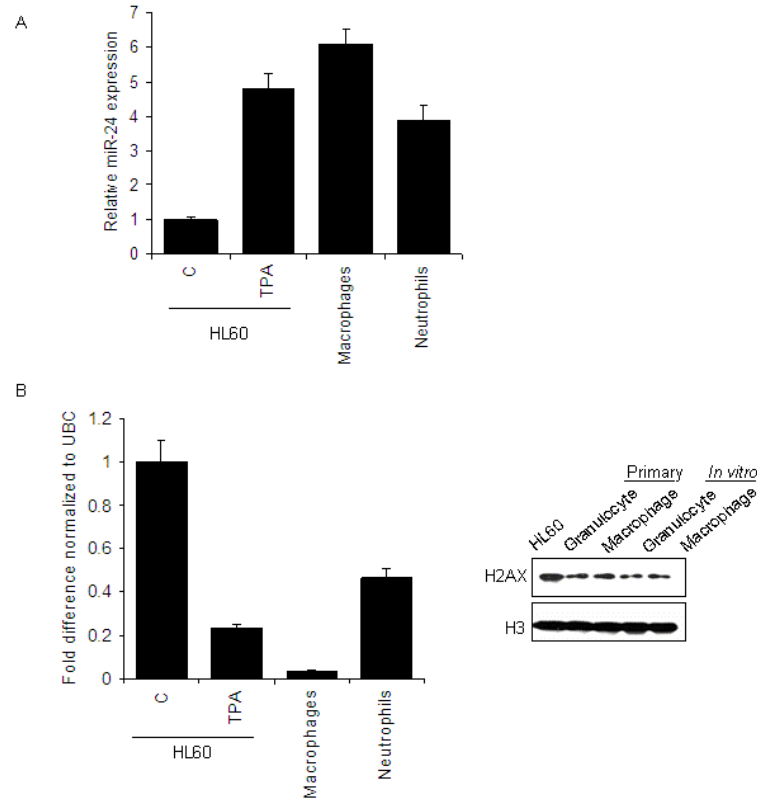 A
Relative miR-24 expression
7
6
5
4
3
2
1
0
C
TPA
Macrophages
Neutrophils
HL60
B
Fold difference normalized to UBC
1.2
1
0.8
0.6
0.4
0.2
0
C
TPA
Macrophages
Neutrophils
HL60
Primary In vitro
HL60 Granulocyte Macrophage Granulocyte Macrophage
H2AX
H3